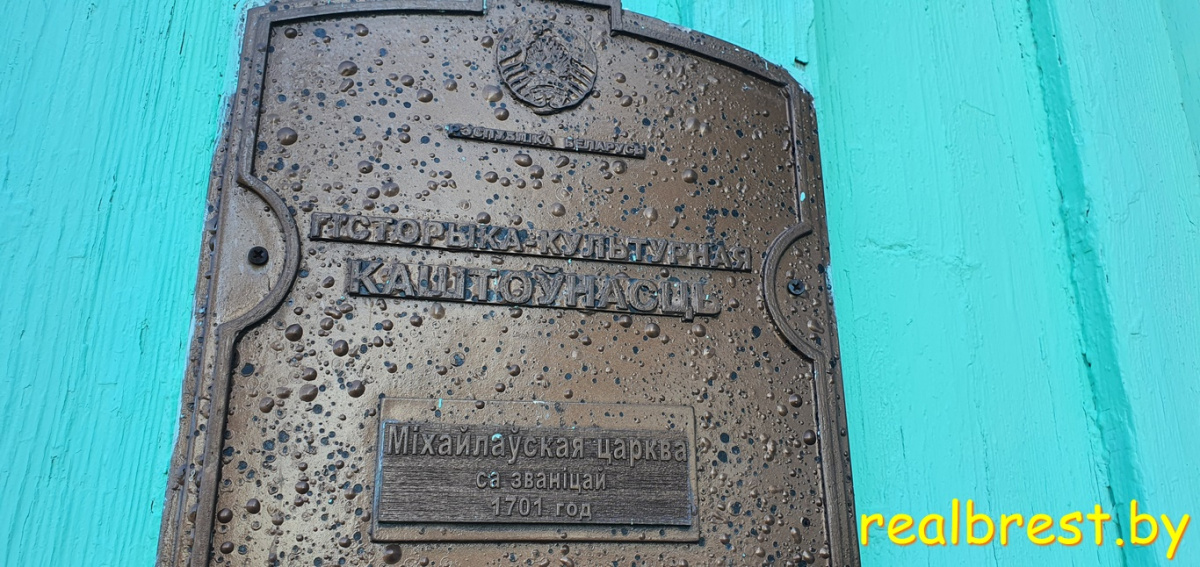 РЭСПУБЛІКА БЕЛАРУСЬ
ГІСТОРЫКА-КУЛЬТУРНАЯ
КАШТОЎНАСЦЬ
Міхайлаўская царква
са званіцай
1701 год
realbrest.by